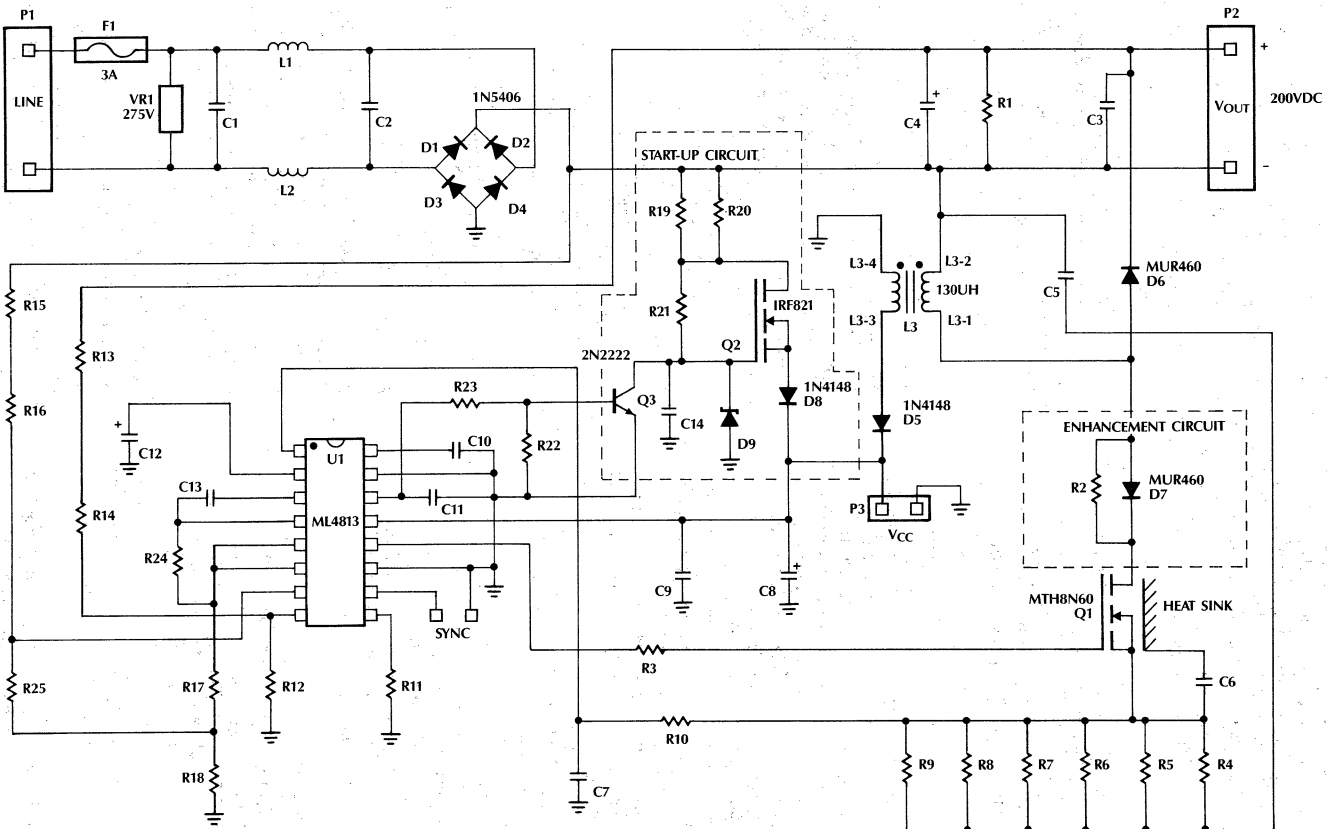 P1
F1
3A
LINE
VR1
275V
C1
L1
L2
C2
1N5406
D1
D2
D3
D4
START-UP CIRCUIT
R19
R20
R21
IRF821
Q2
2N2222
Q3
C14
D9
1N4148
D8
C4
+
R1
C3
P2
+
VOUT
200VDC
−
L3-4
L3-2
130UH
L3-3
L3
L3-1
C5
MUR460
D6
1N4148
D5
P3
VCC
ENHANCEMENT CIRCUIT
R2
MUR460
D7
MTH8N60
Q1
HEAT SINK
C6
R15
R13
R16
R14
R23
R22
+
C12
C13
U1
ML4813
C10
C11
R24
SYNC
C9
C8
+
R3
R25
R17
R12
R11
R10
R18
C7
R9
R8
R7
R6
R5
R4